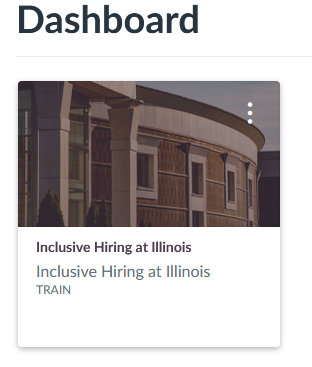 Dashboard
Inclusive Hiring at Illinois
Inclusive Hiring at Illinois
TRAIN